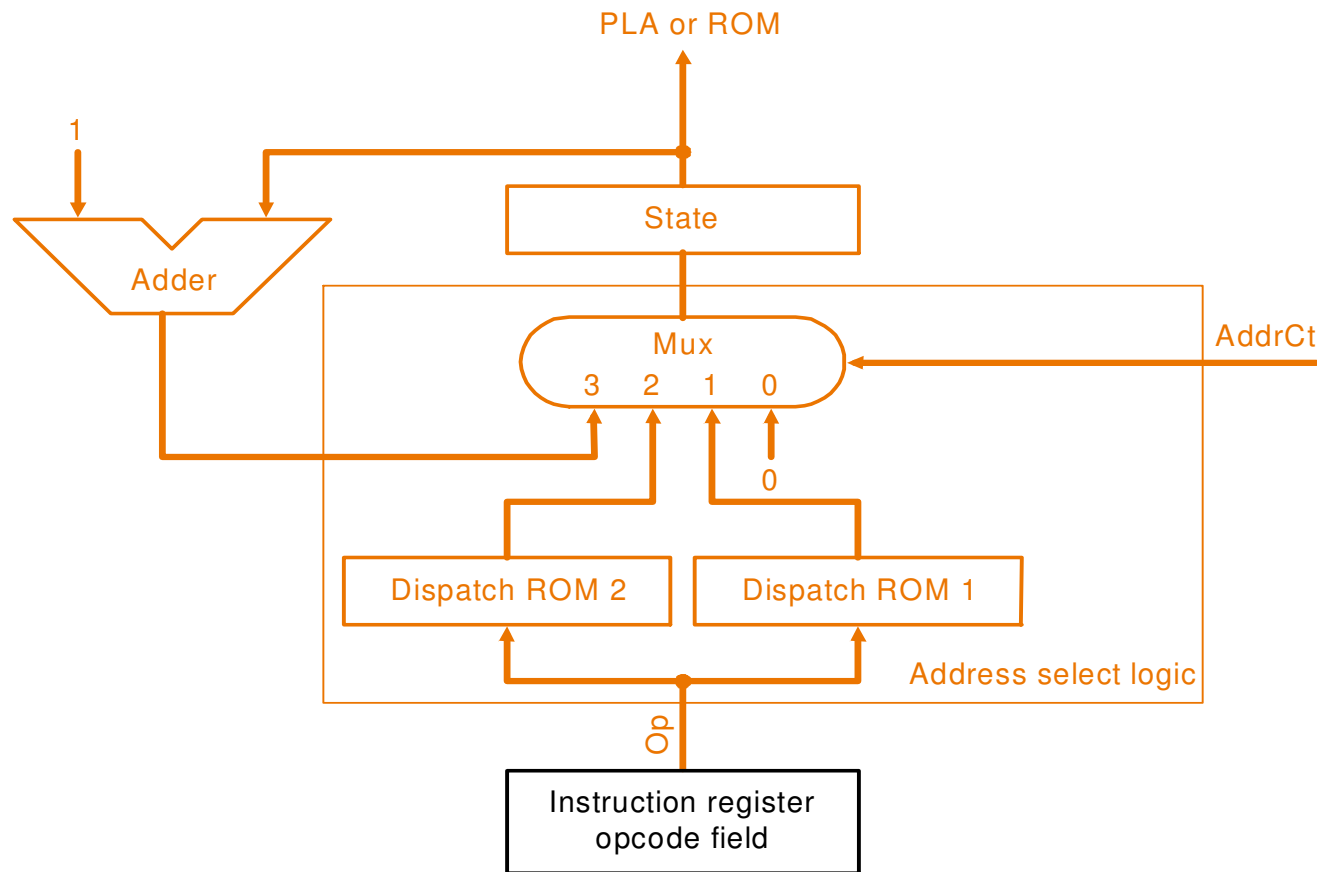 PLA or ROM
1
State
Adder
Mux
AddrCt
3 2 1 0
0
Dispatch ROM 2
Dispatch ROM 1
Address select logic
Op
Instruction register
opcode field